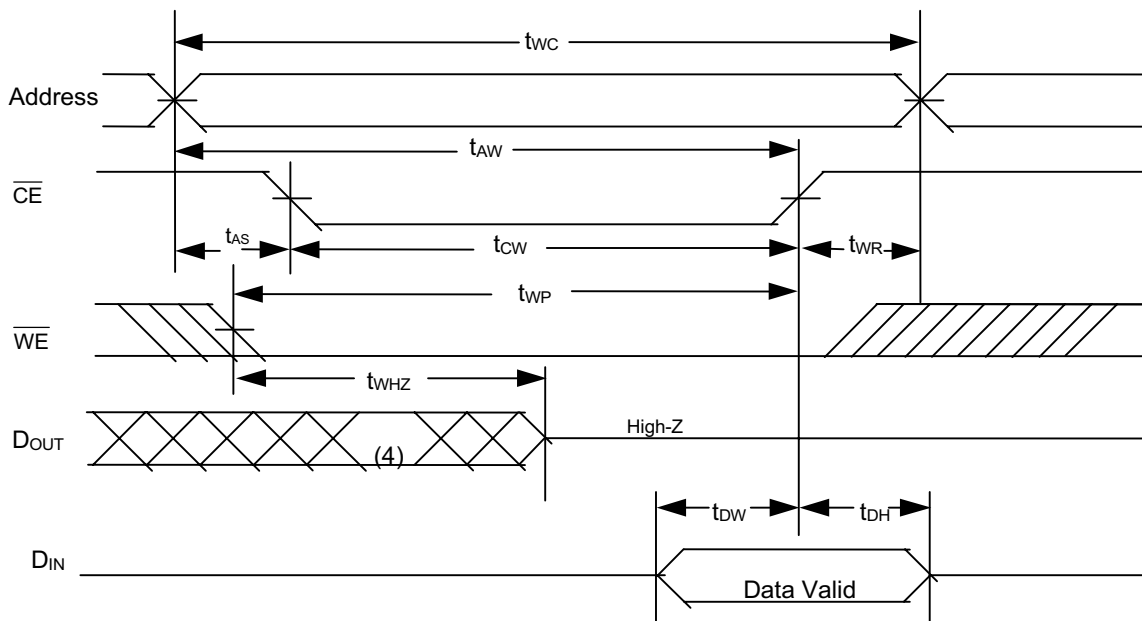 tWC
Address
tAW
CE
tAS
tCW
tWR
tWP
WE
tWHZ
DOUT
(4)
High-Z
tDW
tDH
DIN
Data Valid